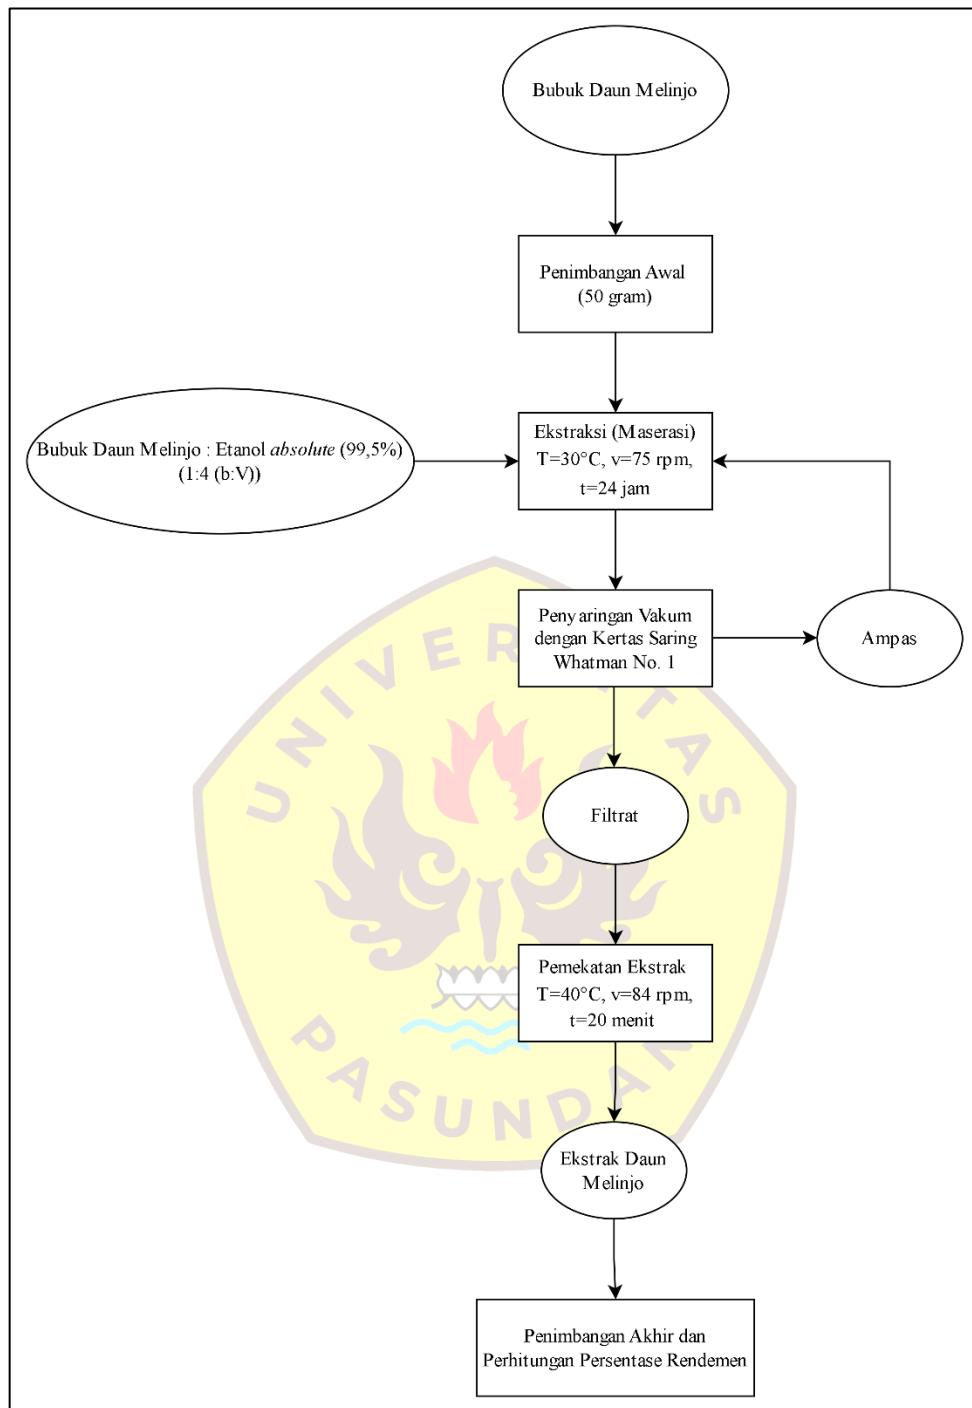 Bubuk Daun Melinjo
Penimbangan Awal
(50 gram)
Bubuk Daun Melinjo : Etanol absolute (99,5%)
(1:4 (b:V))
Ekstraksi (Maserasi)
T=30°C, v=75 rpm,
t=24 jam
Penyaringan Vakum
dengan Kertas Saring
Whatman No. 1
Ampas
Filtrat
Pemekatan Ekstrak
T=40°C, v=84 rpm,
t=20 menit
Ekstrak Daun
Melinjo
Penimbangan Akhir dan
Perhitungan Persentase Rendemen
UNIVERSITAS
PASUNDAN